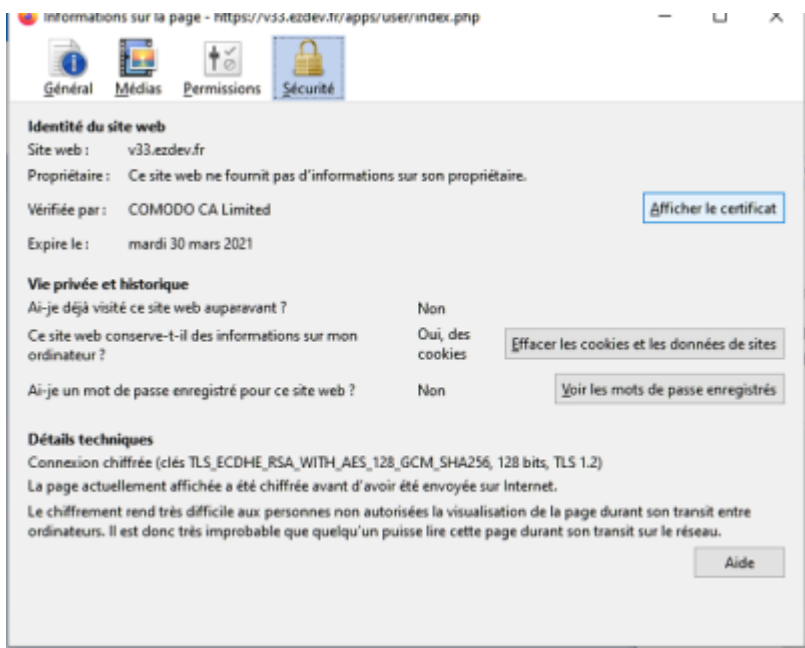 Informations sur la page - https://v33.ezdev.fr/apps/user/index.php
Général Médias Permissions Sécurité
Identité du site web
Site web : v33.ezdev.fr
Propriétaire : Ce site web ne fournit pas d'informations sur son propriétaire.
Vérifiée par : COMODO CA Limited Afficher le certificat
Expire le : mardi 30 mars 2021
Vie privée et historique
Ai-je déjà visité ce site web auparavant ? Non
Ce site web conserve-t-il des informations sur mon ordinateur ? Oui, des cookies Effacer les cookies et les données de sites
Ai-je un mot de passe enregistré pour ce site web ? Non Voir les mots de passe enregistrés
Détails techniques
Connexion chiffrée (clés TLS_ECDHE_RSA_WITH_AES_128_GCM_SHA256, 128 bits, TLS 1.2)
La page actuellement affichée a été chiffrée avant d'avoir été envoyée sur Internet.
Le chiffrement rend très difficile aux personnes non autorisées la visualisation de la page durant son transit entre
ordinateurs. Il est donc très improbable que quelqu'un puisse lire cette page durant son transit sur le réseau.
Aide